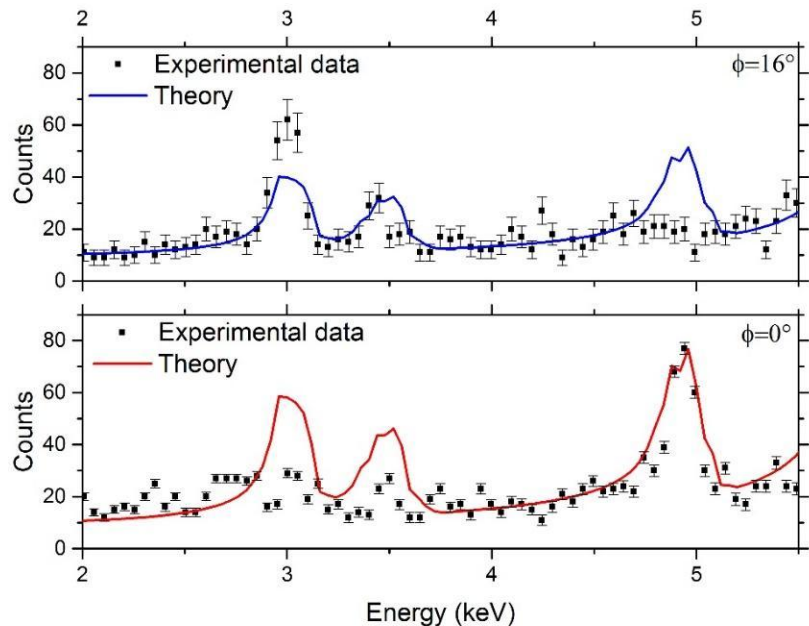 2 3 4 5
80
60
40
20
0
Counts
Experimental data
Theory
ϕ=16°
80
60
40
20
0
Counts
Experimental data
Theory
ϕ=0°
2 3 4 5
Energy (keV)